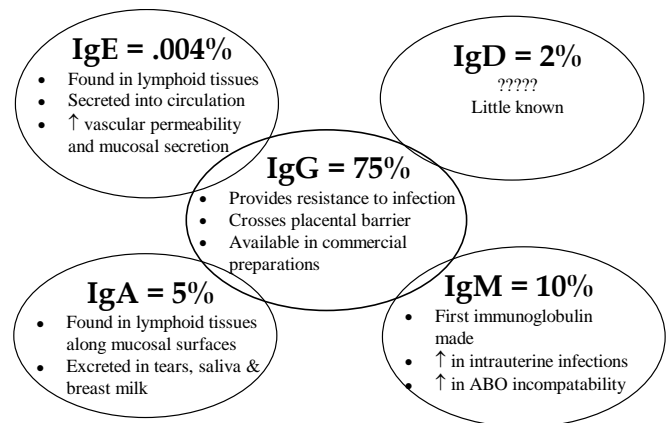 IgE = .004%
• Found in lymphoid tissues
• Secreted into circulation
• ↑ vascular permeability
and mucosal secretion
IgD = 2%
?????
Little known
IgG = 75%
• Provides resistance to infection
• Crosses placental barrier
• Available in commercial
preparations
IgA = 5%
• Found in lymphoid tissues
along mucosal surfaces
• Excreted in tears, saliva &
breast milk
IgM = 10%
• First immunoglobulin
made
• ↑ in intrauterine infections
• ↑ in ABO incompatability